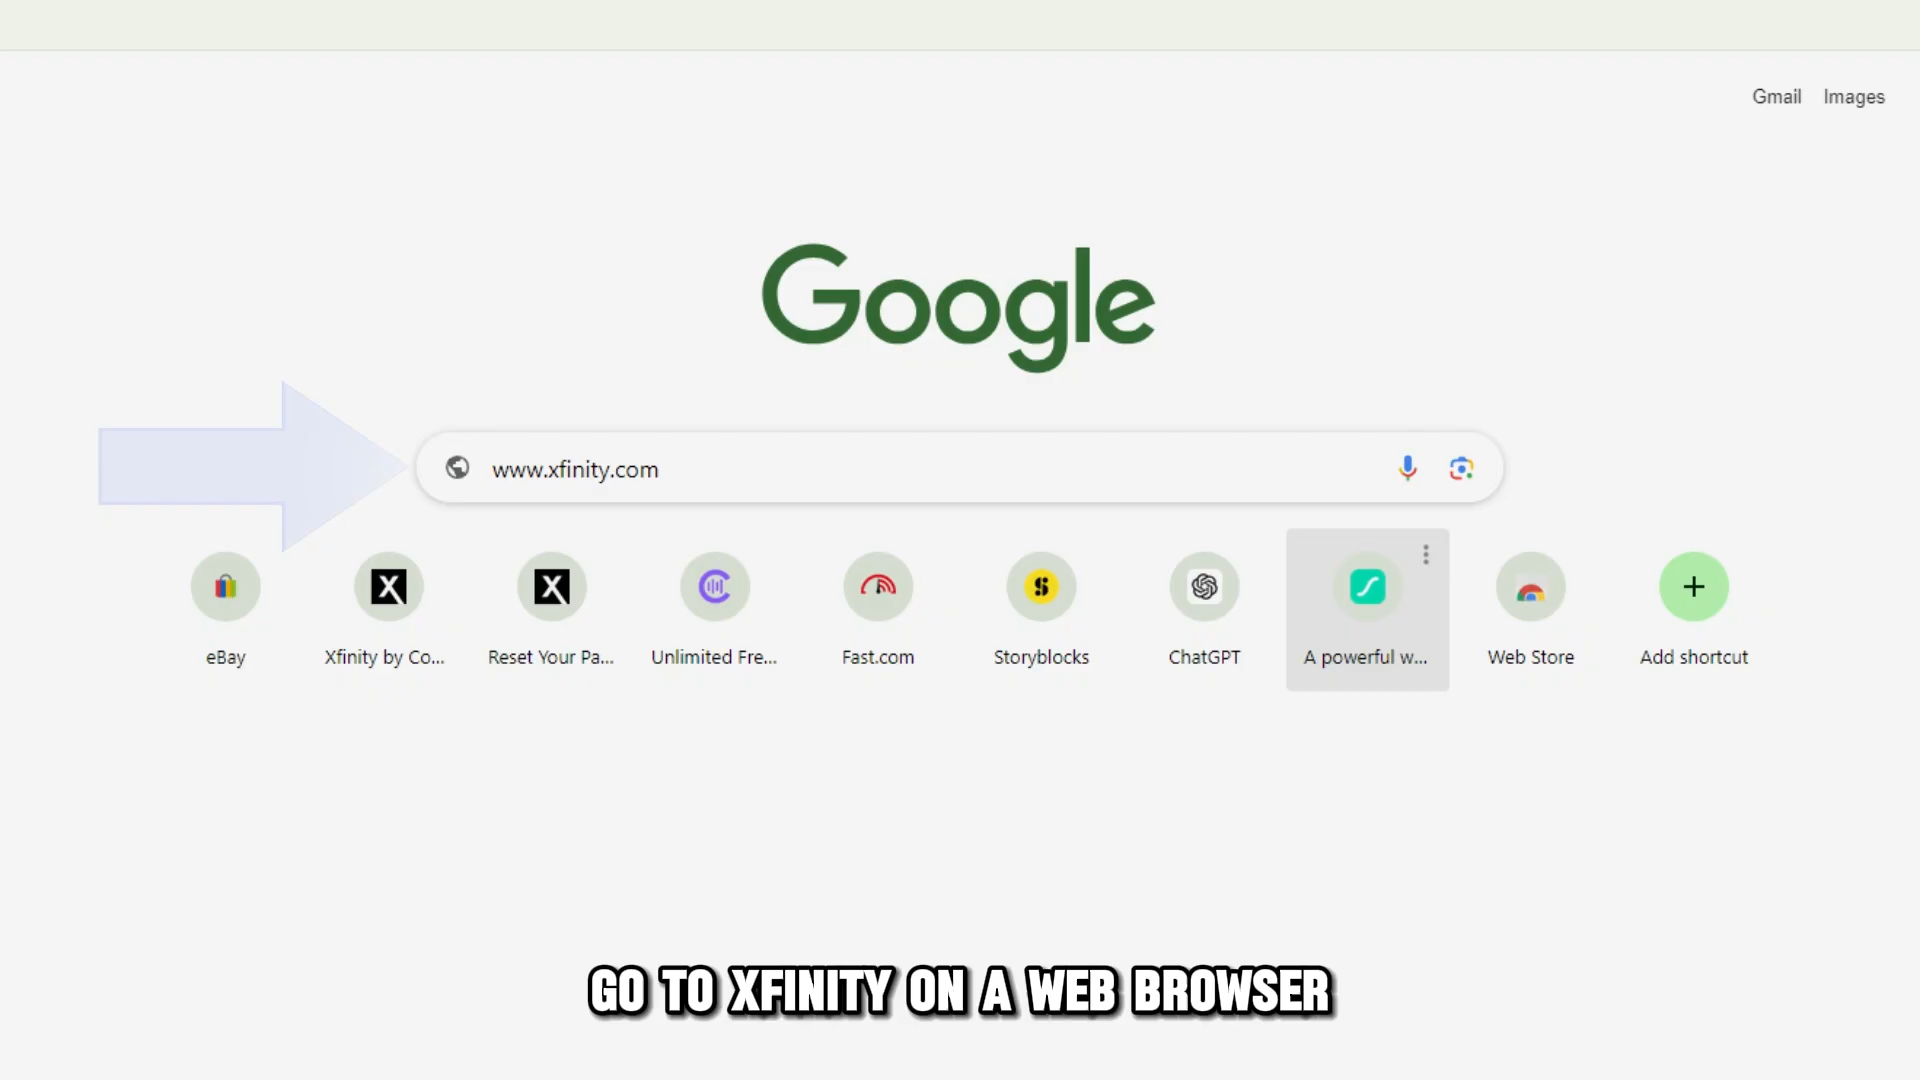 Gmail Images
Google
www.xfinity.com
eBay
Xfinity by Co...
Reset Your Pa...
Unlimited Fre...
Fast.com
Storyblocks
ChatGPT
A powerful w...
Web Store
Add shortcut
GO TO XFINITY ON A WEB BROWSER